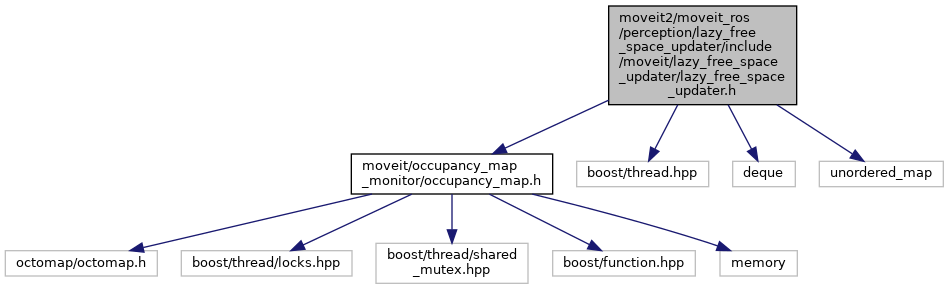 moveit2/moveit_ros
/perception/lazy_free
_space_updater/include
/moveit/lazy_free_space
_updater/lazy_free_space
_updater.h
moveit/occupancy_map
_monitor/occupancy_map.h
boost/thread.hpp
deque
unordered_map
octomap/octomap.h
boost/thread/locks.hpp
boost/thread/shared
_mutex.hpp
boost/function.hpp
memory